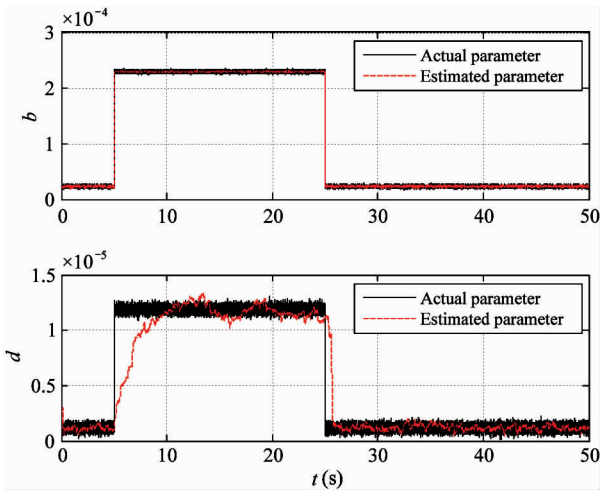 ×10⁻⁴
3
2
1
0
b
Actual parameter
Estimated parameter
0 10 20 30 40 50
×10⁻⁵
1.5
1
0.5
0
d
Actual parameter
Estimated parameter
0 10 20 30 40 50
t (s)